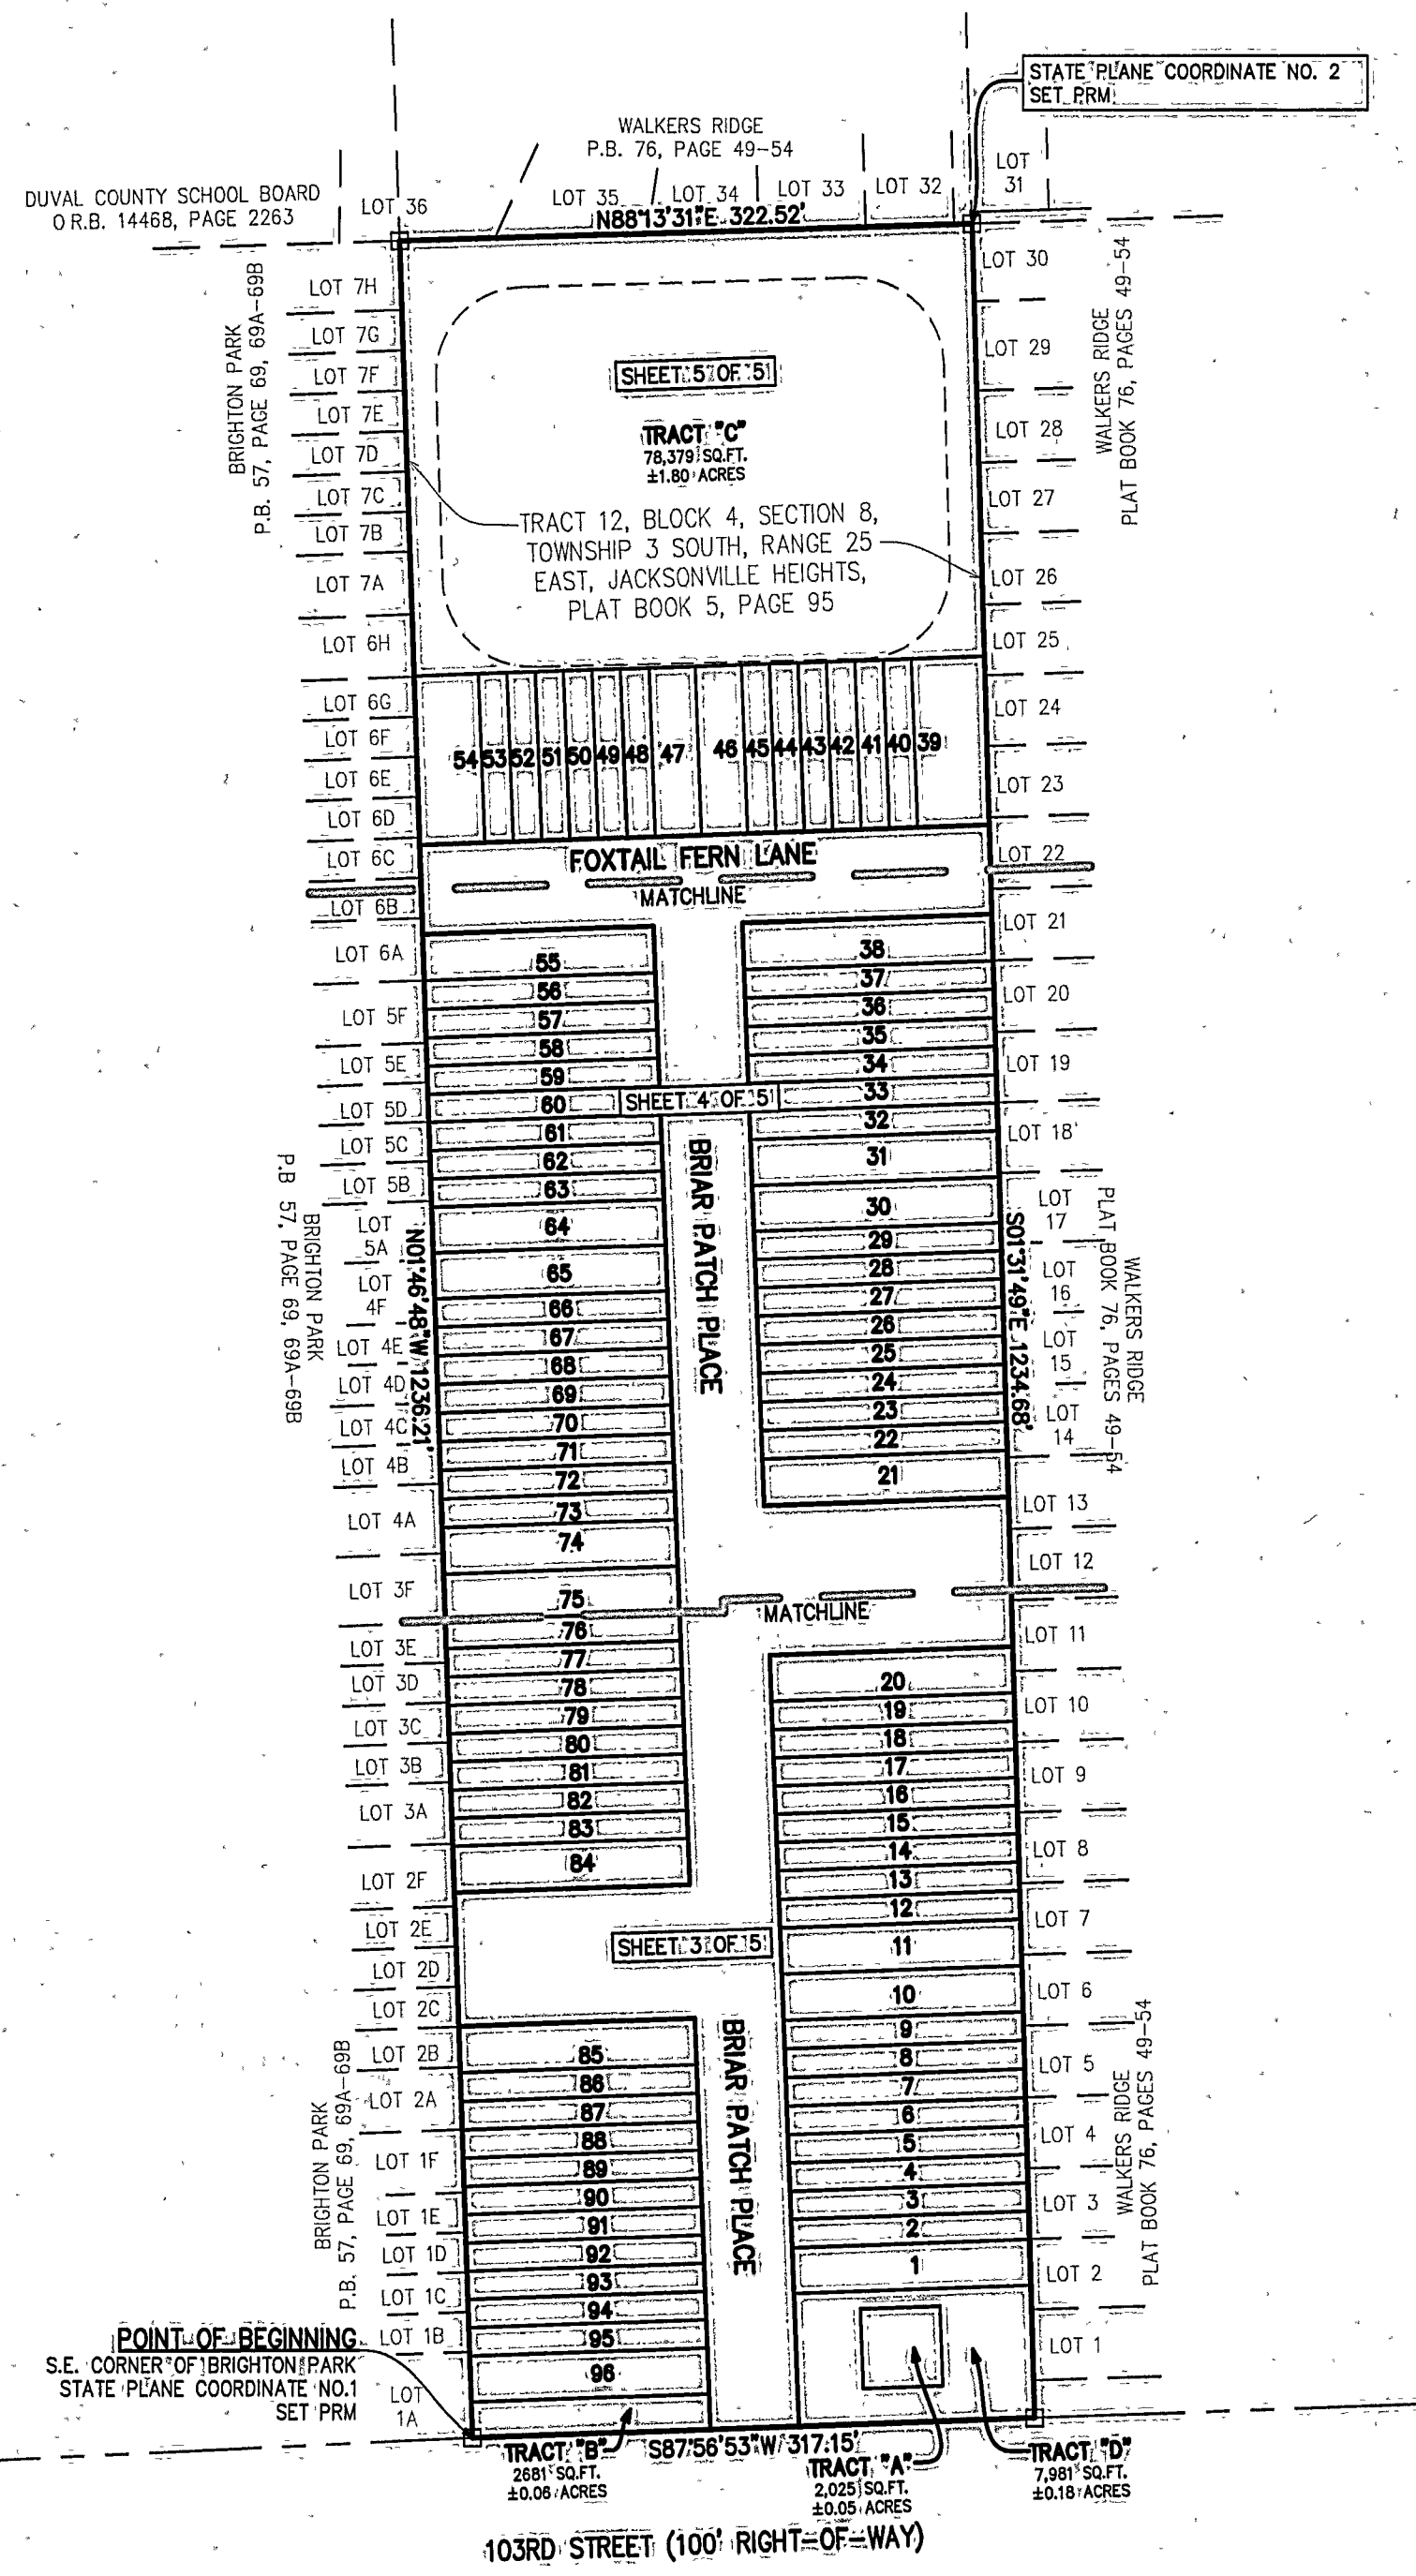 STATE PLANE COORDINATE NO. 2
SET PRM
WALKERS RIDGE
P.B. 76, PAGE 49-54
DUVAL COUNTY SCHOOL BOARD
O R.B. 14468, PAGE 2263
LOT 36
LOT 35
LOT 34
LOT 33
LOT 32
LOT
31
N88°13'31"E 322.52'
BRIGHTON PARK
P.B. 57, PAGE 69, 69A-69B
LOT 7H
LOT 7G
LOT 7F
LOT 7E
LOT 7D
LOT 7C
LOT 7B
LOT 7A
LOT 6H
LOT 6G
LOT 6F
LOT 6E
LOT 6D
LOT 6C
LOT 6B
LOT 6A
LOT 5F
LOT 5E
LOT 5D
LOT 5C
LOT 5B
LOT
5A
LOT
4F
LOT 4E
LOT 4D
LOT 4C
LOT 4B
LOT 4A
LOT 3F
LOT 3E
LOT 3D
LOT 3C
LOT 3B
LOT 3A
LOT 2F
LOT 2E
LOT 2D
LOT 2C
LOT 2B
LOT 2A
LOT 1F
LOT 1E
LOT 1D
LOT 1C
LOT 1B
LOT
1A
SHEET 5 OF 5
TRACT "C"
78,379 SQ.FT.
±1.80 ACRES
TRACT 12, BLOCK 4, SECTION 8,
TOWNSHIP 3 SOUTH, RANGE 25
EAST, JACKSONVILLE HEIGHTS,
PLAT BOOK 5, PAGE 95
LOT 30
LOT 29
LOT 28
LOT 27
LOT 26
LOT 25
LOT 24
LOT 23
LOT 22
LOT 21
LOT 20
LOT 19
LOT 18
LOT
17
LOT
16
LOT
15
LOT
14
LOT 13
LOT 12
LOT 11
LOT 10
LOT 9
LOT 8
LOT 7
LOT 6
LOT 5
LOT 4
LOT 3
LOT 2
LOT 1
WALKERS RIDGE
PLAT BOOK 76, PAGES 49-54
54 53 52 51 50 49 48 47 46 45 44 43 42 41 40 39
FOXTAIL FERN LANE
MATCHLINE
55
56
57
58
59
60
61
62
63
64
65
66
67
68
69
70
71
72
73
74
75
76
77
78
79
80
81
82
83
84
38
37
36
35
34
33
32
31
30
29
28
27
26
25
24
23
22
21
SHEET 4 OF 5
BRIAR PATCH PLACE
P.B 57, PAGE 69, 69A-69B
BRIGHTON PARK
N01°46'48"W 1236.21'
S01°31'49"E 1234.68'
PLAT BOOK 76, PAGES 49-54
WALKERS RIDGE
MATCHLINE
20
19
18
17
16
15
14
13
12
11
10
9
8
7
6
5
4
3
2
1
SHEET 3 OF 5
85
86
87
88
89
90
91
92
93
94
95
96
BRIAR PATCH PLACE
BRIGHTON PARK
P.B. 57, PAGE 69, 69A-69B
WALKERS RIDGE
PLAT BOOK 76, PAGES 49-54
POINT OF BEGINNING
S.E. CORNER OF BRIGHTON PARK
STATE PLANE COORDINATE NO.1
SET PRM
S87°56'53"W 317.15'
TRACT "B"
2681 SQ.FT.
±0.06 ACRES
TRACT "A"
2,025 SQ.FT.
±0.05 ACRES
TRACT "D"
7,981 SQ.FT.
±0.18 ACRES
103RD STREET (100' RIGHT-OF-WAY)